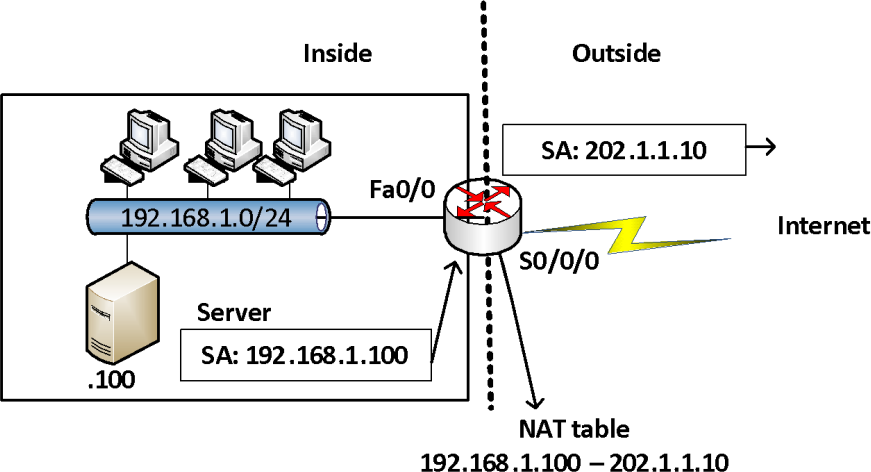 Inside
Outside
SA: 202.1.1.10
Fa0/0
192.168.1.0/24
Internet
S0/0/0
Server
SA: 192.168.1.100
.100
NAT table
192.168.1.100 – 202.1.1.10